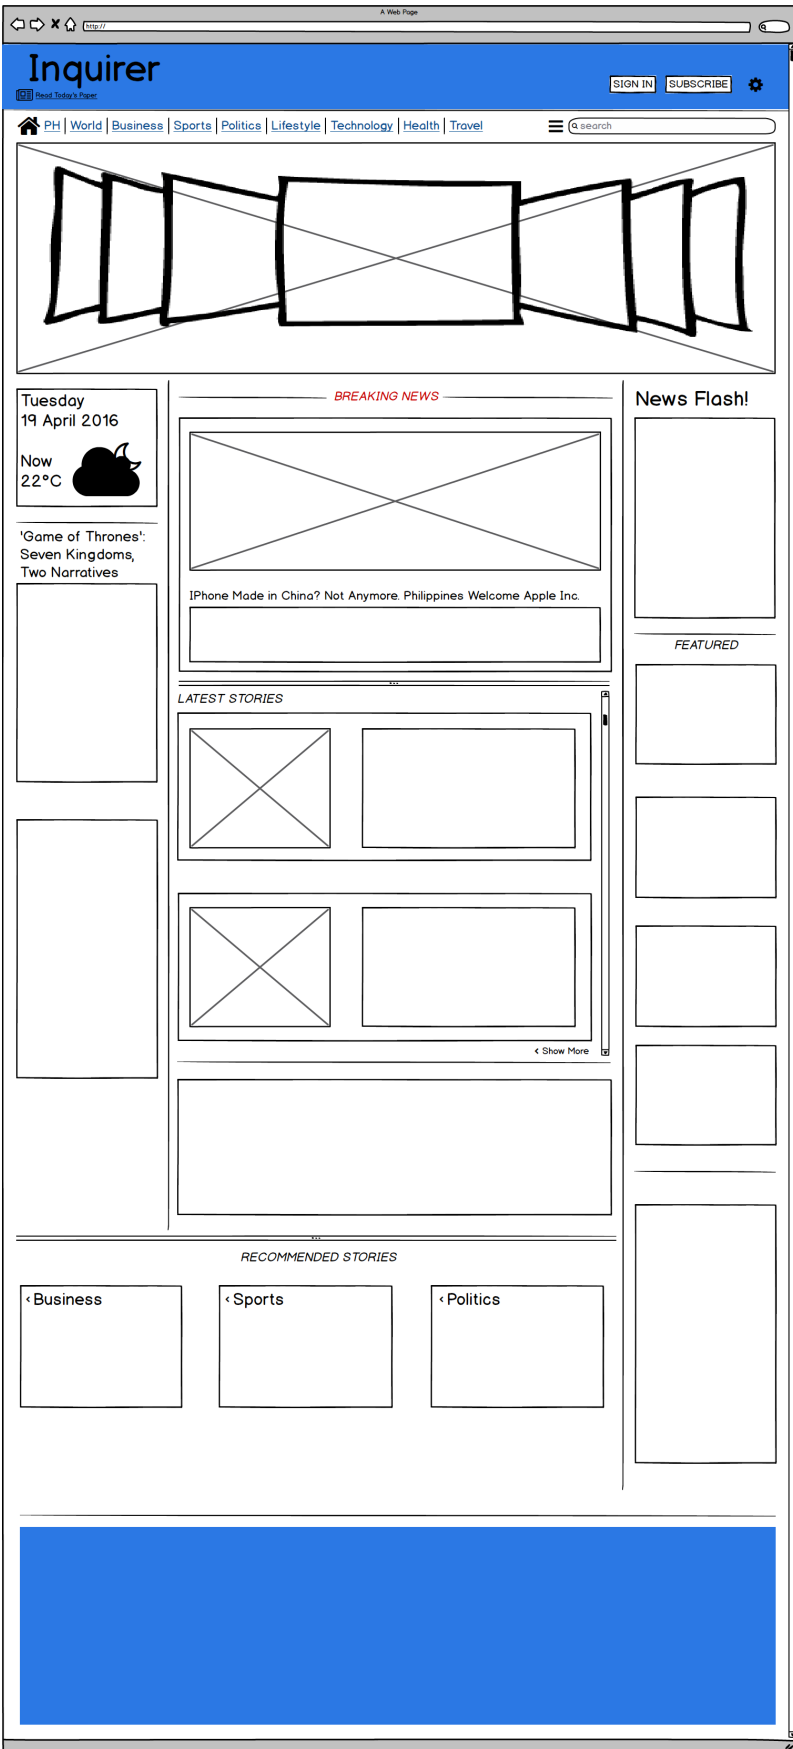 A Web Page
http://
Inquirer
Read Today's Paper
SIGN IN
SUBSCRIBE
PH
World
Business
Sports
Politics
Lifestyle
Technology
Health
Travel
search
Tuesday
19 April 2016
Now
22°C
'Game of Thrones':
Seven Kingdoms,
Two Narratives
BREAKING NEWS
IPhone Made in China? Not Anymore. Philippines Welcome Apple Inc.
LATEST STORIES
< Show More
News Flash!
FEATURED
RECOMMENDED STORIES
< Business
< Sports
< Politics